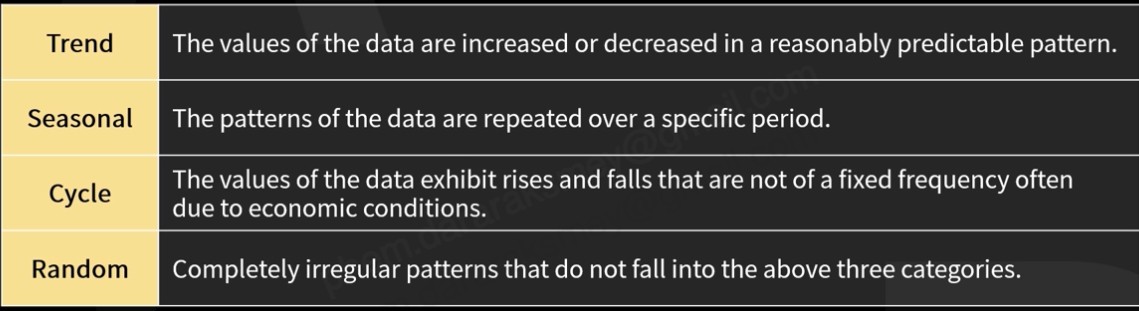 Trend
The values of the data are increased or decreased in a reasonably predictable pattern.
Seasonal
The patterns of the data are repeated over a specific period.
Cycle
The values of the data exhibit rises and falls that are not of a fixed frequency often
due to economic conditions.
Random
Completely irregular patterns that do not fall into the above three categories.